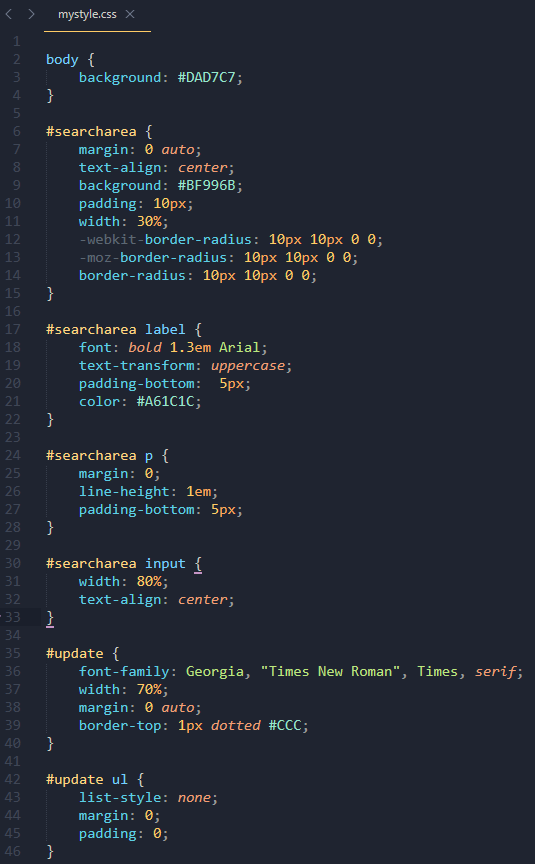 mystyle.css
1
2 body {
3 background: #DAD7C7;
4 }
5
6 #searcharea {
7 margin: 0 auto;
8 text-align: center;
9 background: #BF996B;
10 padding: 10px;
11 width: 30%;
12 -webkit-border-radius: 10px 10px 0 0;
13 -moz-border-radius: 10px 10px 0 0;
14 border-radius: 10px 10px 0 0;
15 }
16
17 #searcharea label {
18 font: bold 1.3em Arial;
19 text-transform: uppercase;
20 padding-bottom:  5px;
21 color: #A61C1C;
22 }
23
24 #searcharea p {
25 margin: 0;
26 line-height: 1em;
27 padding-bottom: 5px;
28 }
29
30 #searcharea input {
31 width: 80%;
32 text-align: center;
33 }
34
35 #update {
36 font-family: Georgia, "Times New Roman", Times, serif;
37 width: 70%;
38 margin: 0 auto;
39 border-top: 1px dotted #CCC;
40 }
41
42 #update ul {
43 list-style: none;
44 margin: 0;
45 padding: 0;
46 }